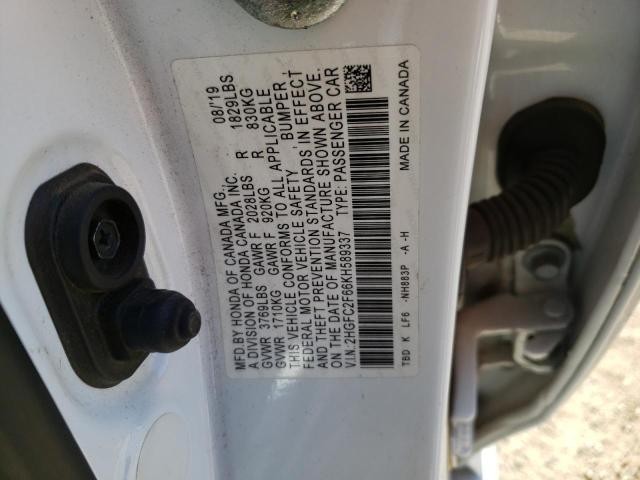 MFD BY HONDA OF CANADA MFG., 08/'19
A DIVISION OF HONDA CANADA INC.
GVWR 3769LBS GAWR F 2028LBS R 1829LBS
GVWR 1710KG GAWR F 920KG R 830KG
THIS VEHICLE CONFORMS TO ALL APPLICABLE
FEDERAL MOTOR VEHICLE SAFETY, BUMPER,
AND THEFT PREVENTION STANDARDS IN EFFECT
ON THE DATE OF MANUFACTURE SHOWN ABOVE.
V.I.N. 2HGFC2F66KH589337 TYPE: PASSENGER CAR
TBD K LF6 -NH883P -A -H MADE IN CANADA